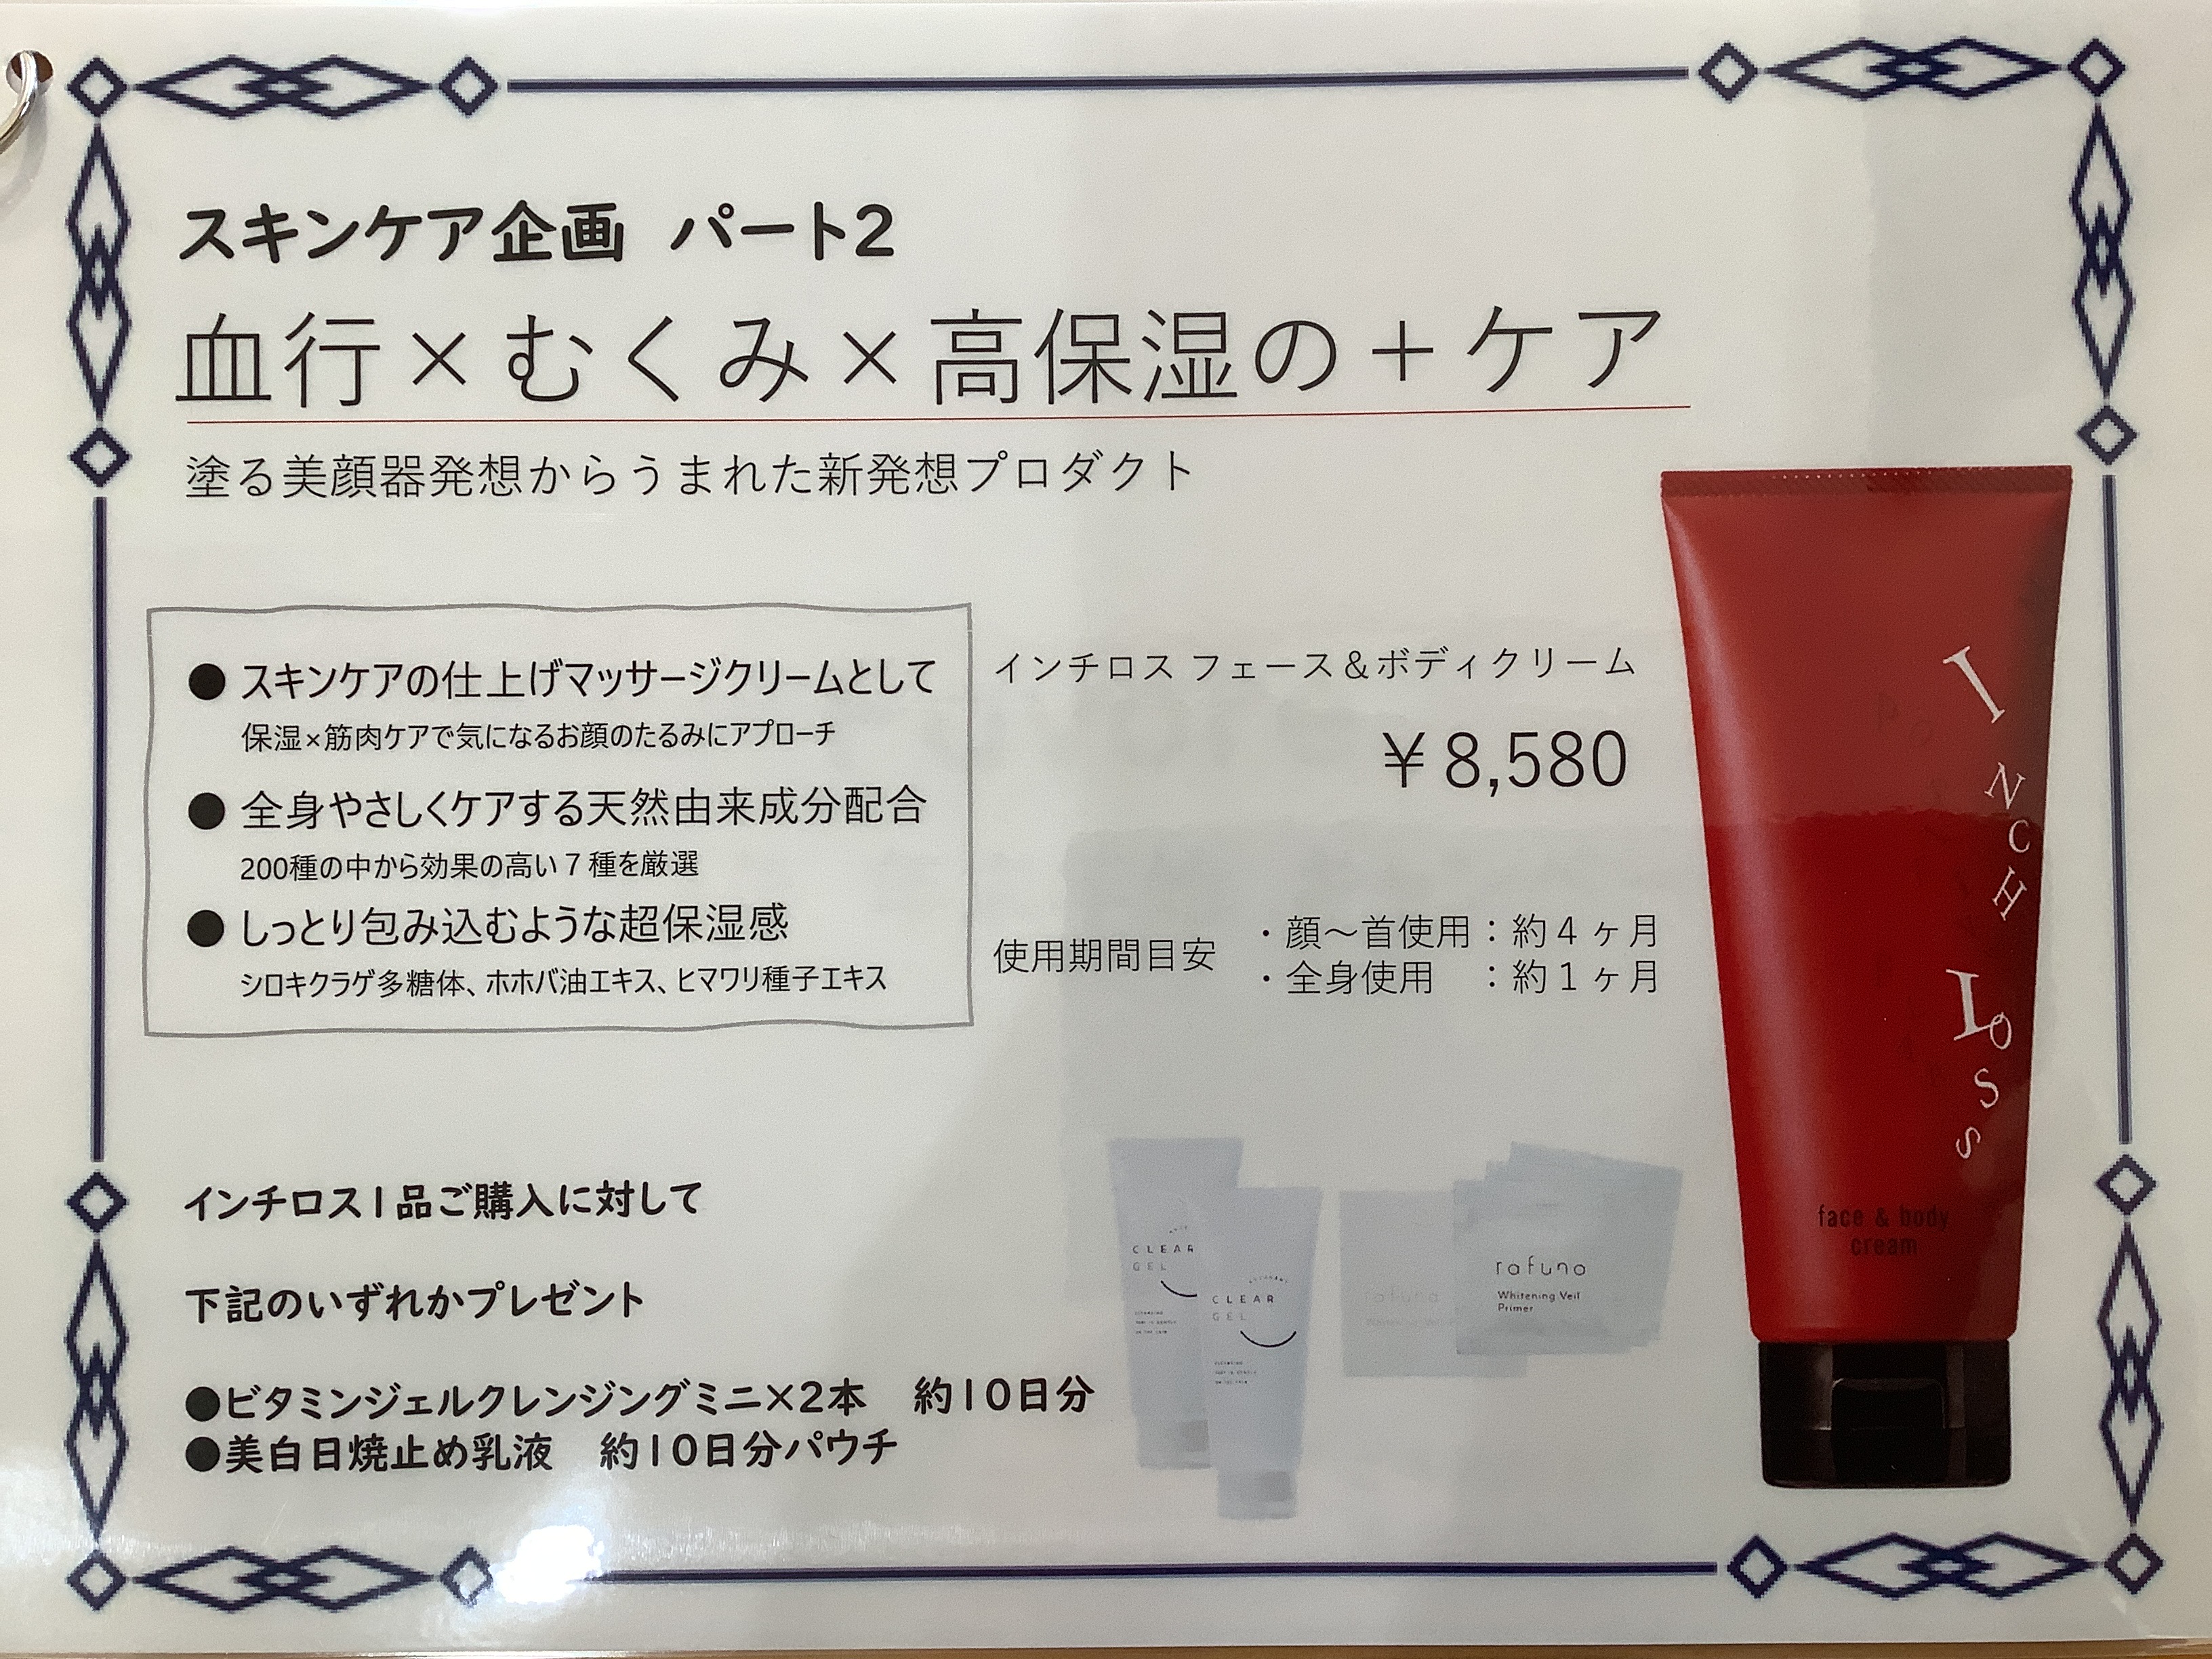 スキンケア企画 パート2
血行×むくみ×高保湿の＋ケア
塗る美顔器発想からうまれた新発想プロダクト
● スキンケアの仕上げマッサージクリームとして
保湿×筋肉ケアで気になるお顔のたるみにアプローチ
● 全身やさしくケアする天然由来成分配合
200種の中から効果の高い７種を厳選
● しっとり包み込むような超保湿感
シロキクラゲ多糖体、ホホバ油エキス、ヒマワリ種子エキス
インチロス フェース＆ボディクリーム
￥8,580
使用期間目安
・顔～首使用：約４ヶ月
・全身使用　：約１ヶ月
INCH LOSS
face & body
cream
インチロス1品ご購入に対して
下記のいずれかプレゼント
●ビタミンジェルクレンジングミニ×2本　約10日分
●美白日焼止め乳液　約10日分パウチ
CLEAR
GEL
CLEAR
GEL
rafuno
rafuno
Whitening Veil
Primer